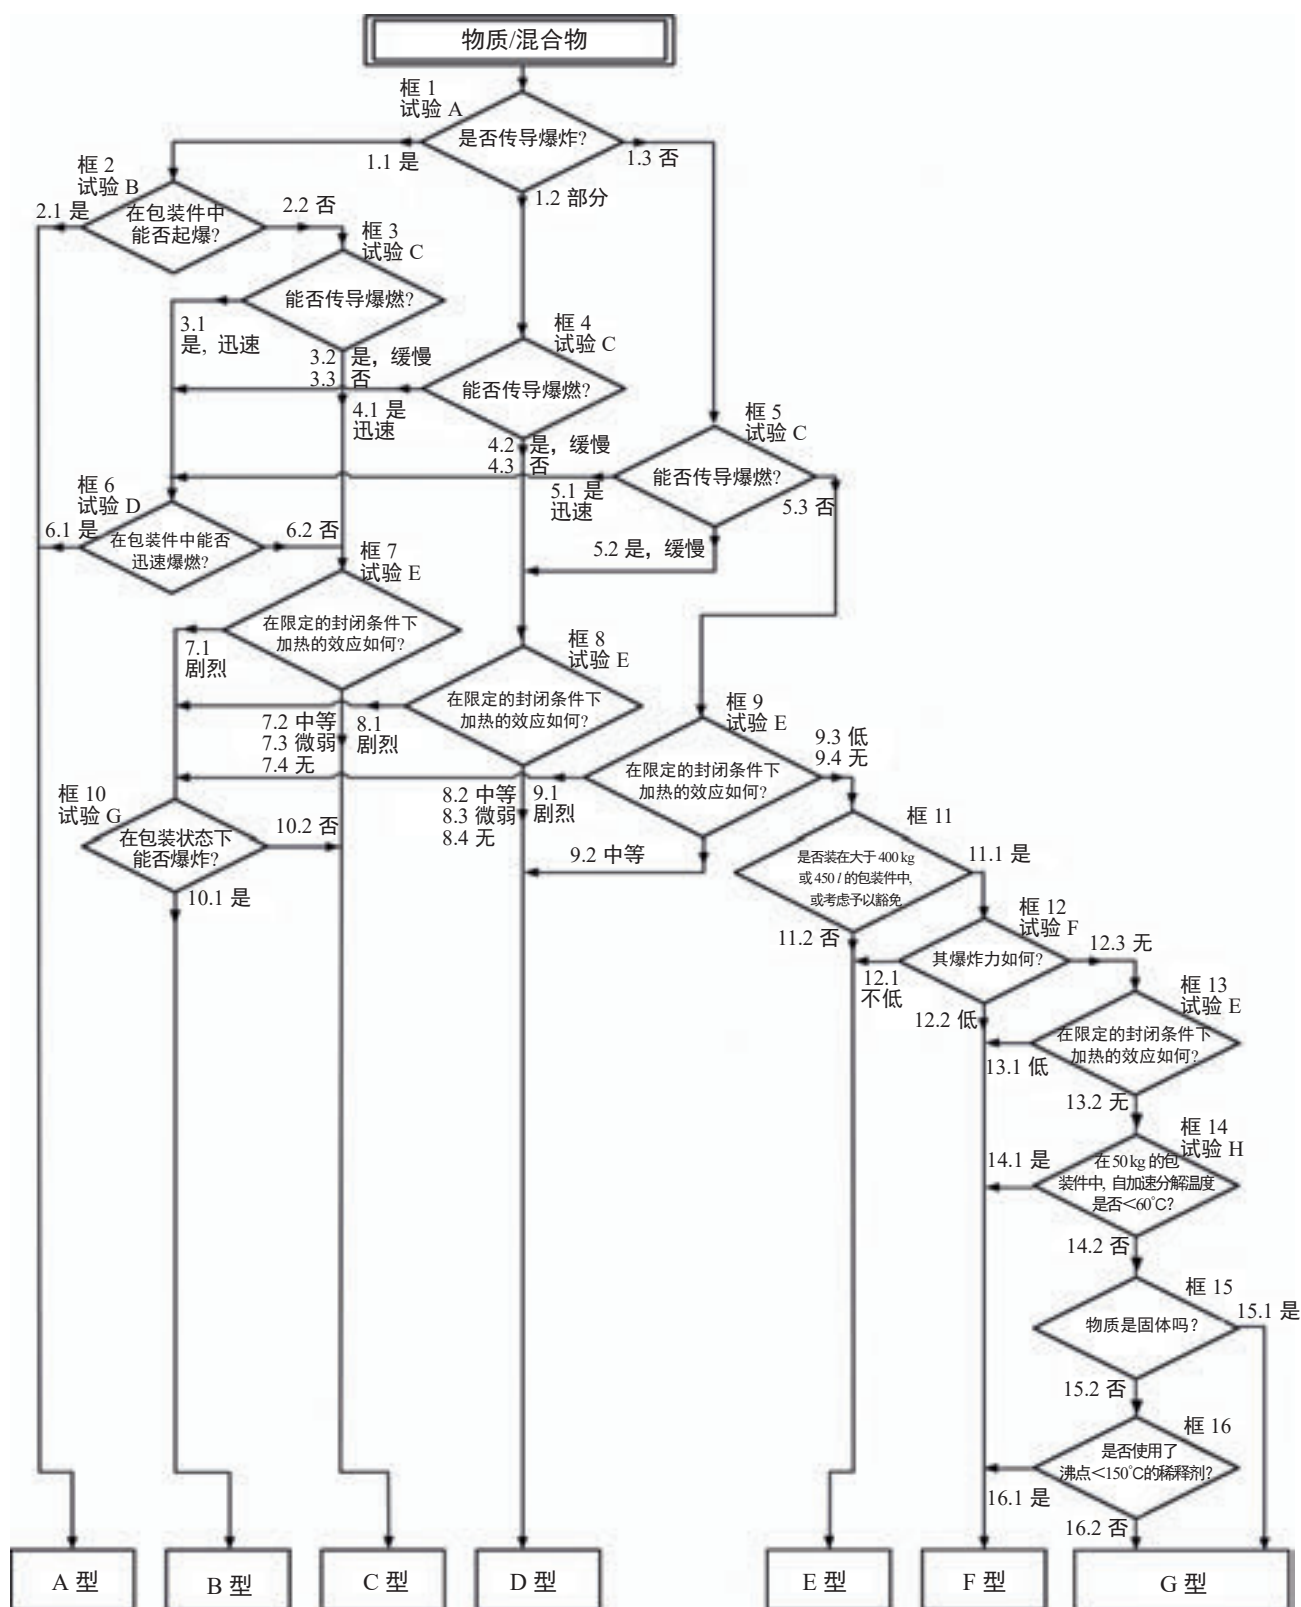 物质/混合物
框 1
试验 A
是否传导爆炸?
1.1 是
1.3 否
1.2 部分
框 2
试验 B
2.1 是
在包装件中
能否起爆?
2.2 否
框 3
试验 C
能否传导爆燃?
3.1
是, 迅速
3.2 是，缓慢
3.3 否
框 4
试验 C
能否传导爆燃?
4.1 是
迅速
4.2 是，缓慢
4.3 否
框 5
试验 C
能否传导爆燃?
5.1 是
迅速
5.3 否
5.2 是，缓慢
框 6
试验 D
6.1 是
在包装件中能否
迅速爆燃?
6.2 否
框 7
试验 E
在限定的封闭条件下
加热的效应如何?
7.1
剧烈
7.2 中等
7.3 微弱
7.4 无
框 8
试验 E
在限定的封闭条件下
加热的效应如何?
8.1
剧烈
8.2 中等
8.3 微弱
8.4 无
框 9
试验 E
在限定的封闭条件下
加热的效应如何?
9.3 低
9.4 无
9.1
剧烈
9.2 中等
框 10
试验 G
在包装状态下
能否爆炸?
10.2 否
10.1 是
框 11
是否装在大于 400 kg
或 450 l 的包装件中,
或考虑予以豁免
11.1 是
11.2 否
框 12
试验 F
其爆炸力如何?
12.3 无
12.1
不低
12.2 低
框 13
试验 E
在限定的封闭条件下
加热的效应如何?
13.1 低
13.2 无
框 14
试验 H
14.1 是
在 50 kg 的包
装件中, 自加速分解温度
是否＜60℃?
14.2 否
框 15
物质是固体吗?
15.1 是
15.2 否
框 16
是否使用了
沸点＜150℃的稀释剂?
16.1 是
16.2 否
A 型
B 型
C 型
D 型
E 型
F 型
G 型